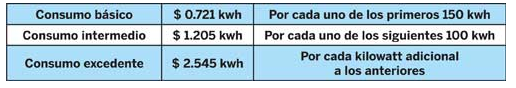 Consumo básico $ 0.721 kwh Por cada uno de los primeros 150 kwh
Consumo intermedio $ 1.205 kwh Por cada uno de los siguientes 100 kwh
Consumo excedente $ 2.545 kwh Por cada kilowatt adicional
a los anteriores